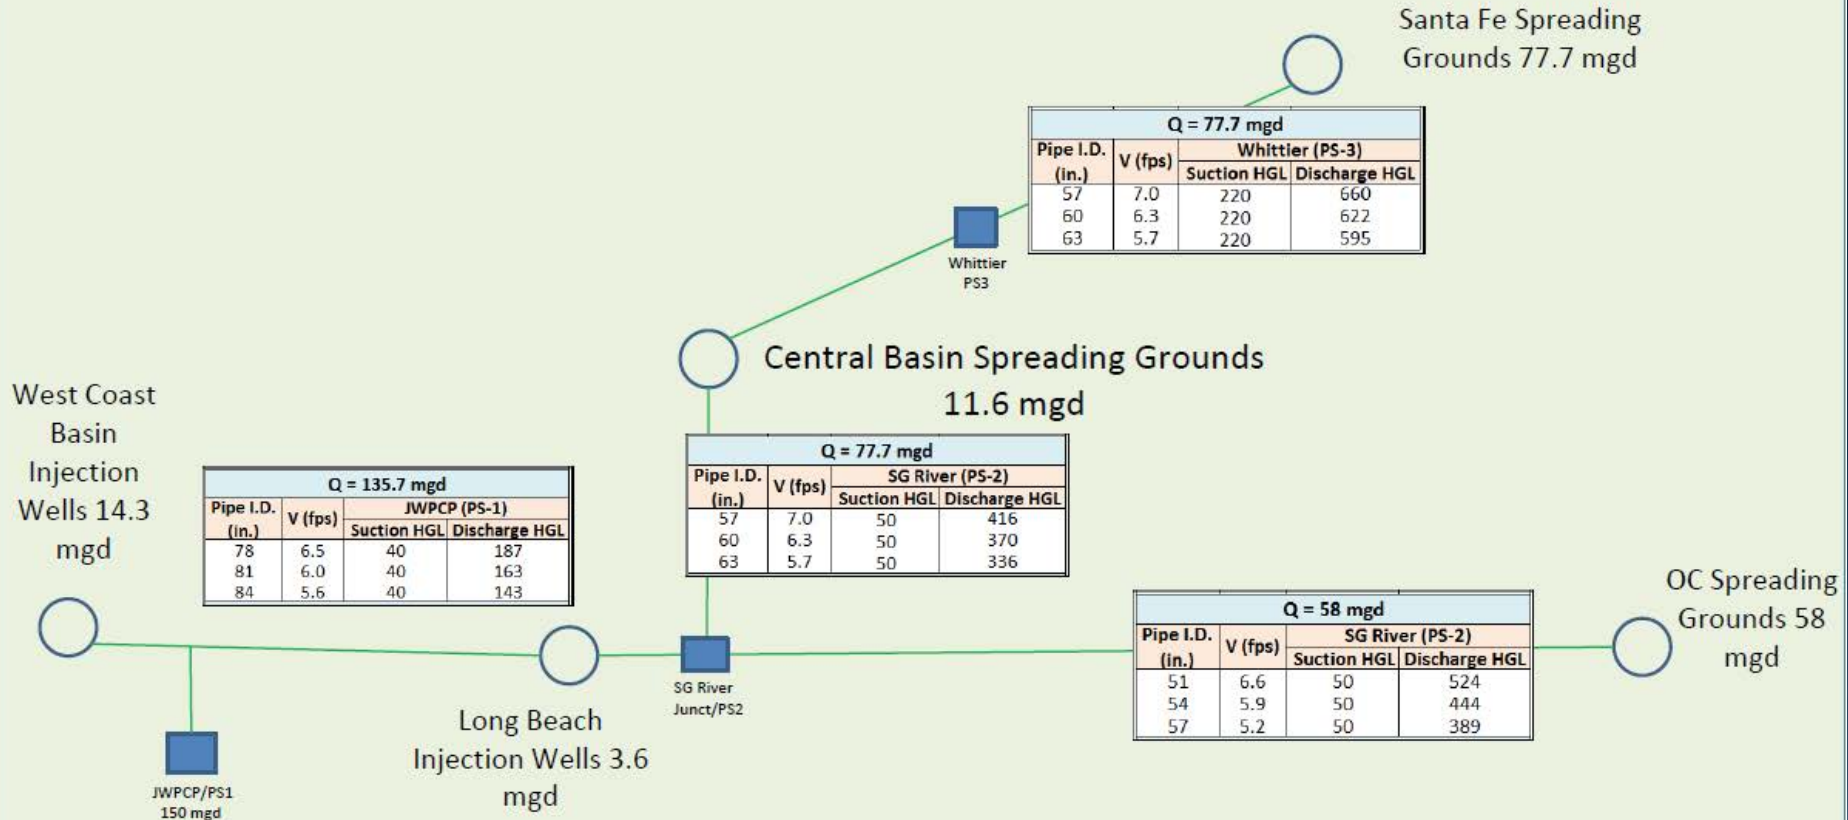 Santa Fe Spreading
Grounds 77.7 mgd
Q = 77.7 mgd
Pipe I.D. (in.) V (fps) Whittier (PS-3)
Suction HGL Discharge HGL
57 7.0 220 660
60 6.3 220 622
63 5.7 220 595
Whittier
PS3
Central Basin Spreading Grounds
11.6 mgd
West Coast
Basin
Injection
Wells 14.3
mgd
Q = 135.7 mgd
Pipe I.D. (in.) V (fps) JWPCP (PS-1)
Suction HGL Discharge HGL
78 6.5 40 187
81 6.0 40 163
84 5.6 40 143
Q = 77.7 mgd
Pipe I.D. (in.) V (fps) SG River (PS-2)
Suction HGL Discharge HGL
57 7.0 50 416
60 6.3 50 370
63 5.7 50 336
Q = 58 mgd
Pipe I.D. (in.) V (fps) SG River (PS-2)
Suction HGL Discharge HGL
51 6.6 50 524
54 5.9 50 444
57 5.2 50 389
OC Spreading
Grounds 58
mgd
SG River
Junct/PS2
Long Beach
Injection Wells 3.6
mgd
JWPCP/PS1
150 mgd